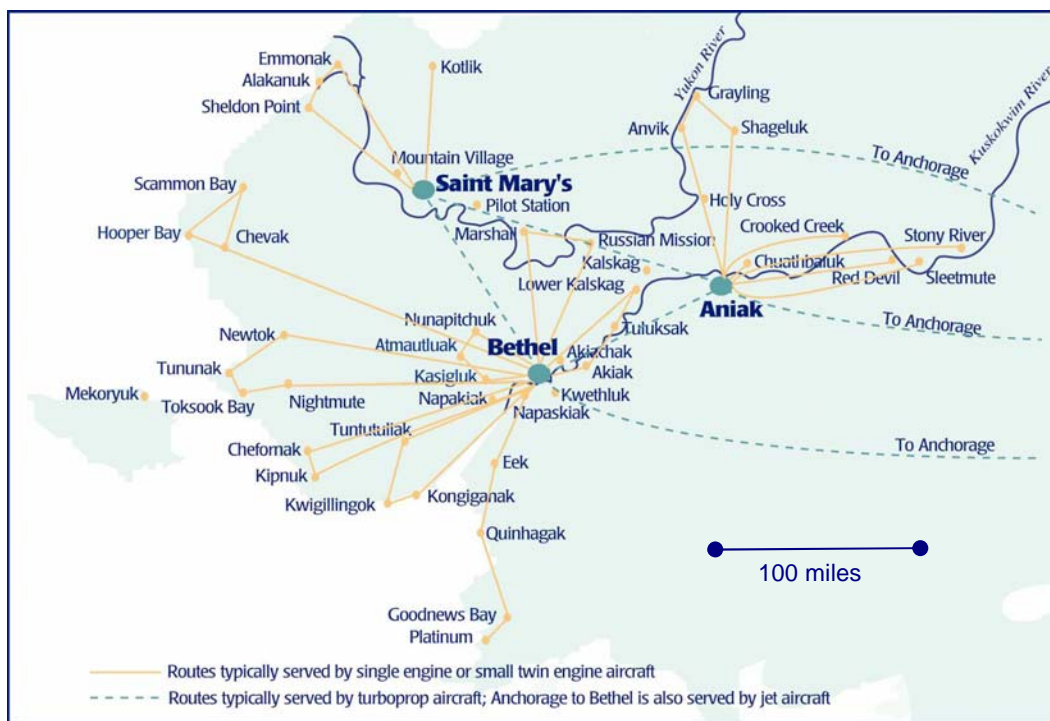 Emmonak
Kotlik
Alakanuk
Sheldon Point
Yukon River
Grayling
Kuskokwim River
Anvik
Shageluk
To Anchorage
Mountain Village
Scammon Bay
Saint Mary's
Pilot Station
Holy Cross
Hooper Bay
Chevak
Marshall
Russian Mission
Crooked Creek
Stony River
Kalskag
Chuathbaluk
Lower Kalskag
Red Devil
Sleetmute
Aniak
Nunapitchuk
Tuluksak
To Anchorage
Newtok
Atmautluak
Bethel
Akizchak
Tununak
Kasigluk
Akiak
Mekoryuk
Toksook Bay
Nightmute
Napakiak
Kwethluk
Napaskiak
Tuntutuliak
Chefornak
To Anchorage
Eek
Kipnuk
Kwigillingok
Kongiganak
Quinhagak
100 miles
Goodnews Bay
Platinum
Routes typically served by single engine or small twin engine aircraft
Routes typically served by turboprop aircraft; Anchorage to Bethel is also served by jet aircraft